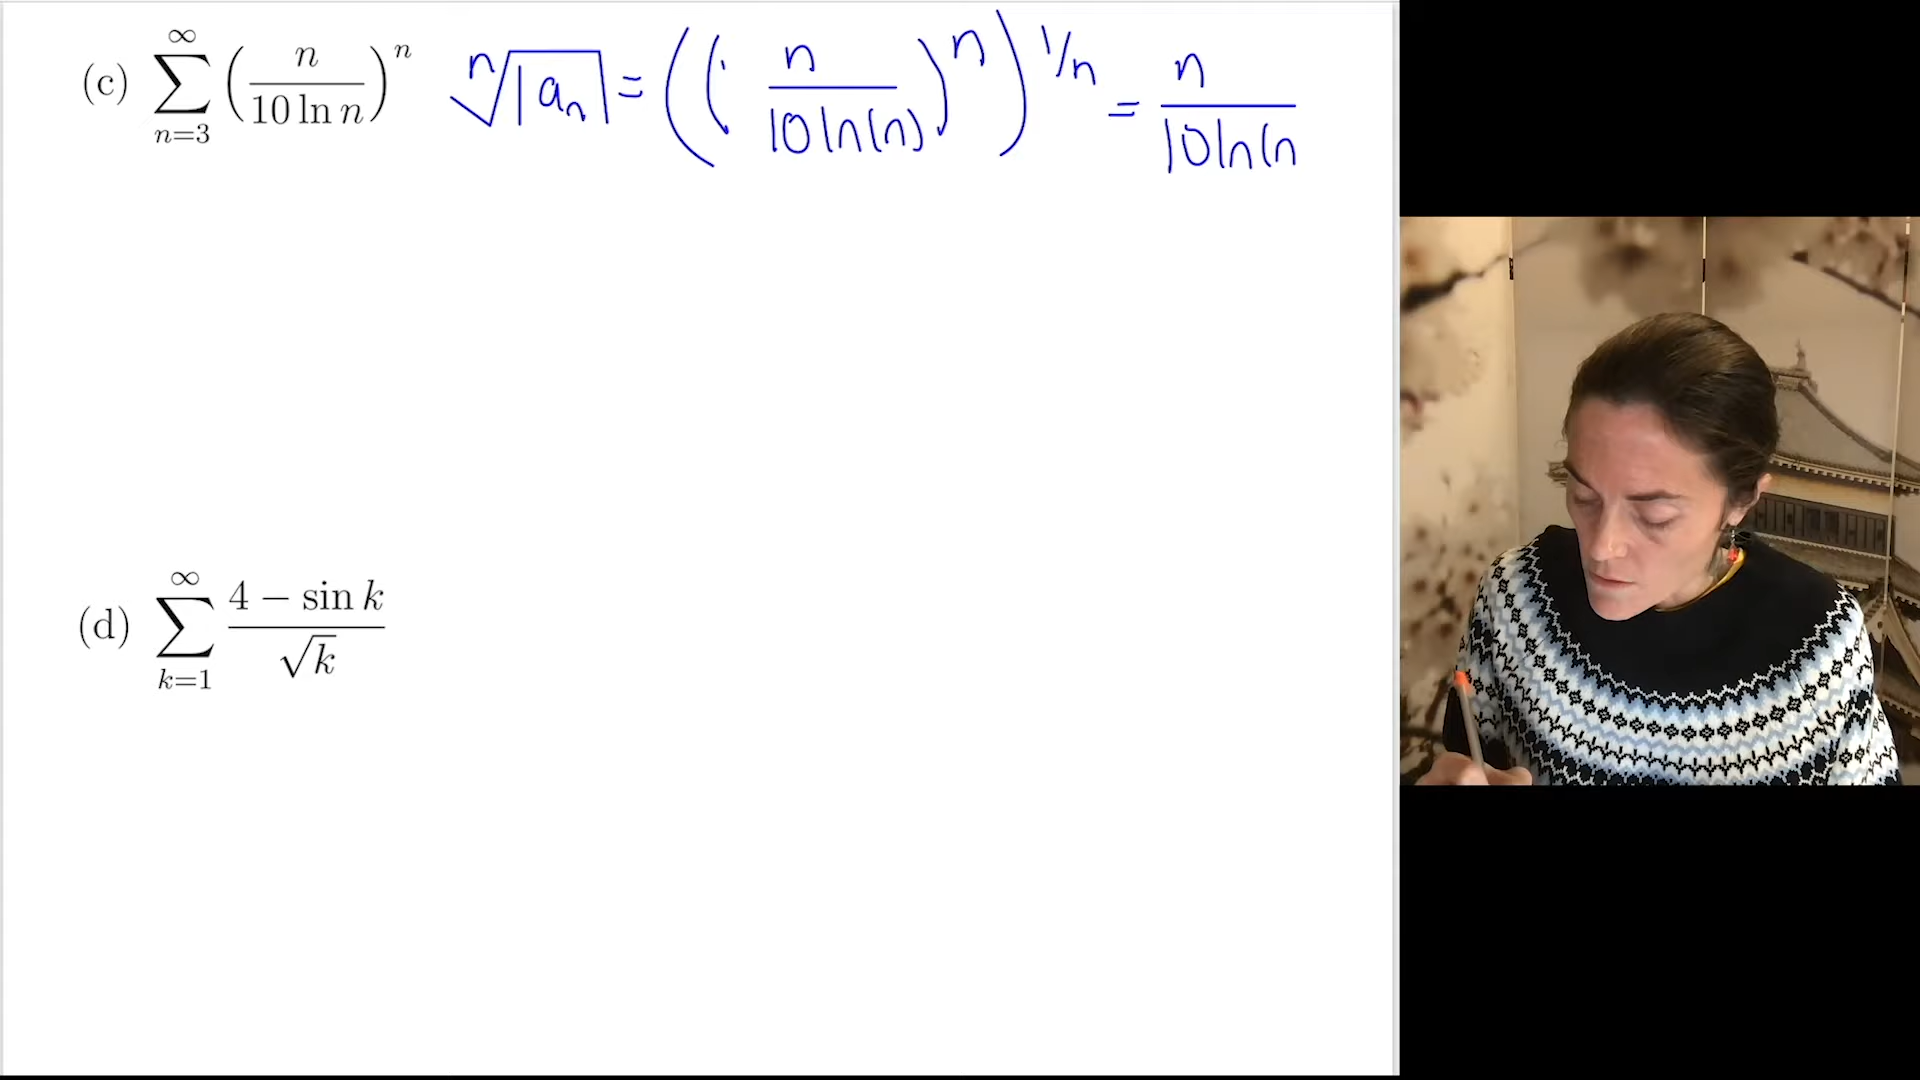 (c) \sum_{n=3}^{\infty} \left( \frac{n}{10 \ln n} \right)^n \sqrt[n]{|a_n|} = \left( \left( \frac{n}{10 \ln(n)} \right)^n \right)^{1/n} = \frac{n}{10 \ln(n}
(d) \sum_{k=1}^{\infty} \frac{4 - \sin k}{\sqrt{k}}